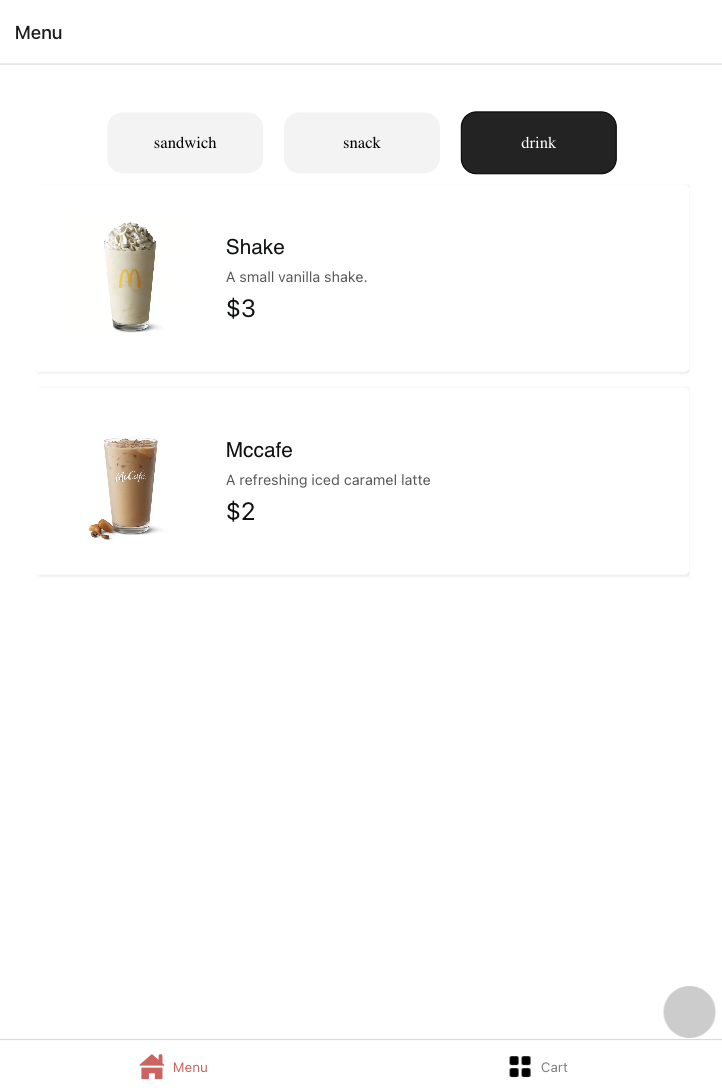 Menu
sandwich snack drink
Shake
A small vanilla shake.
$3
McCafé
Mccafe
A refreshing iced caramel latte
$2
Menu Cart